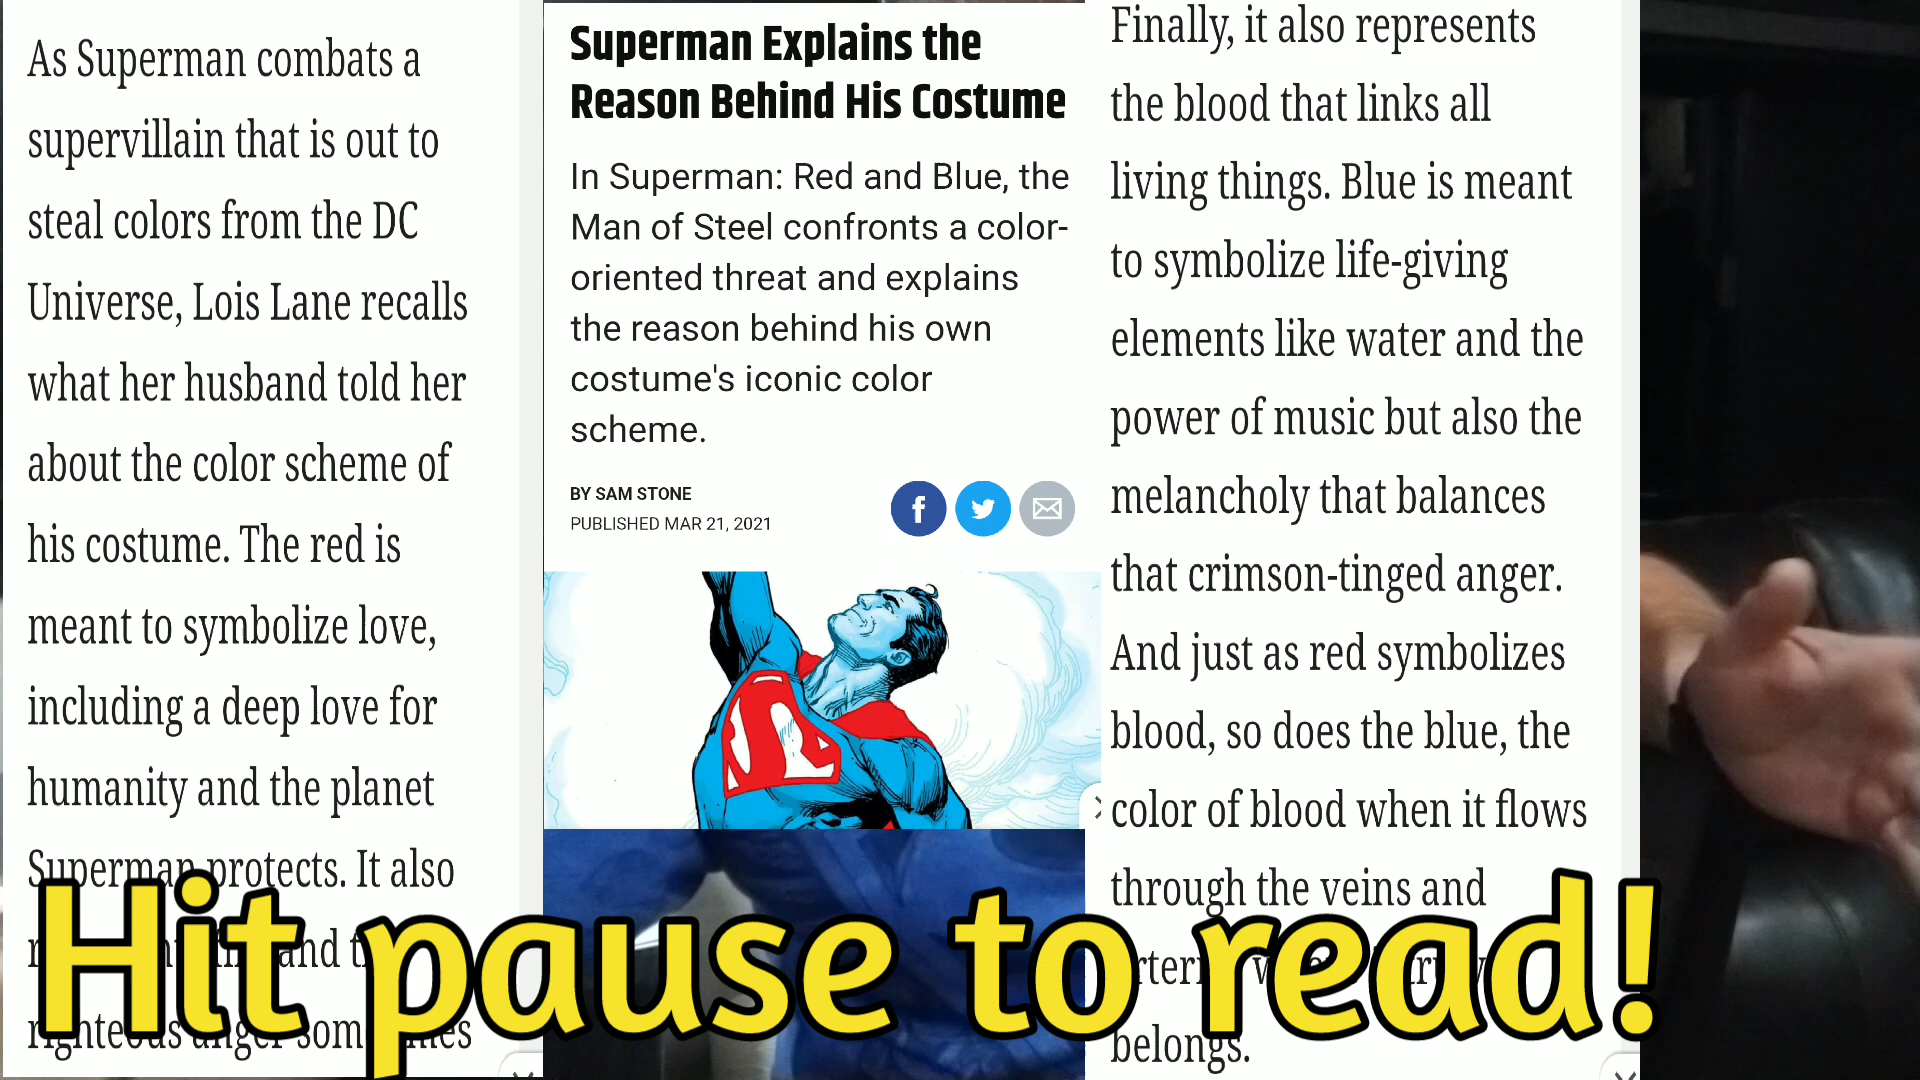 As Superman combats a
supervillain that is out to
steal colors from the DC
Universe, Lois Lane recalls
what her husband told her
about the color scheme of
his costume. The red is
meant to symbolize love,
including a deep love for
humanity and the planet
Superman protects. It also
and
righteous anger sometimes
Superman Explains the
Reason Behind His Costume
In Superman: Red and Blue, the
Man of Steel confronts a color-
oriented threat and explains
the reason behind his own
costume's iconic color
scheme.
BY SAM STONE
PUBLISHED MAR 21, 2021
Finally, it also represents
the blood that links all
living things. Blue is meant
to symbolize life-giving
elements like water and the
power of music but also the
melancholy that balances
that crimson-tinged anger.
And just as red symbolizes
blood, so does the blue, the
color of blood when it flows
through the veins and
belongs.
Hit pause to read!